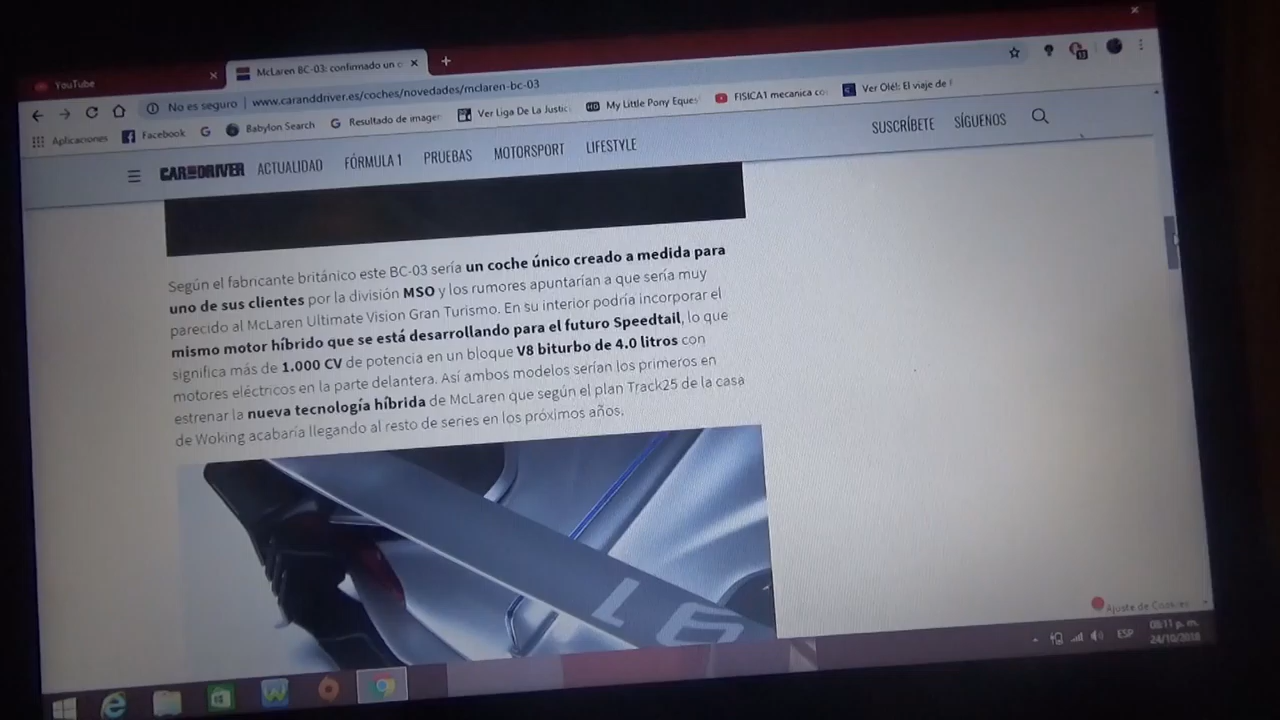 YouTube
McLaren BC-03: confirmado un c
No es seguro | www.caranddriver.es/coches/novedades/mclaren-bc-03
13
Aplicaciones
Facebook
Babylon Search
Resultado de imager
Ver Liga De La Justic
HD My Little Pony Eques
FISICA1 mecanica co
Ver Olé!: El viaje de
CAR AND DRIVER
ACTUALIDAD
FÓRMULA 1
PRUEBAS
MOTORSPORT
LIFESTYLE
SUSCRÍBETE
SÍGUENOS
Según el fabricante británico este BC-03 sería un coche único creado a medida para
uno de sus clientes por la división MSO y los rumores apuntarían a que sería muy
parecido al McLaren Ultimate Vision Gran Turismo. En su interior podría incorporar el
mismo motor híbrido que se está desarrollando para el futuro Speedtail, lo que
significa más de 1.000 CV de potencia en un bloque V8 biturbo de 4.0 litros con
motores eléctricos en la parte delantera. Así ambos modelos serían los primeros en
estrenar la nueva tecnología híbrida de McLaren que según el plan Track25 de la casa
de Woking acabaría llegando al resto de series en los próximos años.
16
Ajuste de Cookies
ESP
08:11 p. m.
24/10/2018